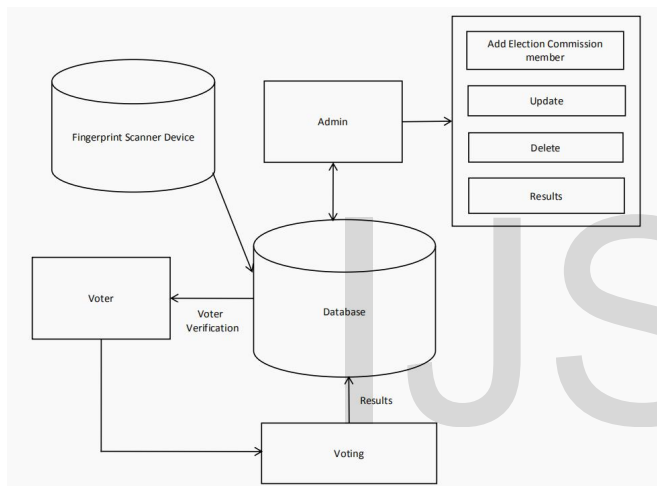 Add Election Commission
member
Update
Delete
Results
Admin
Fingerprint Scanner Device
Voter
Voter
Verification
Database
Results
Voting
IJS